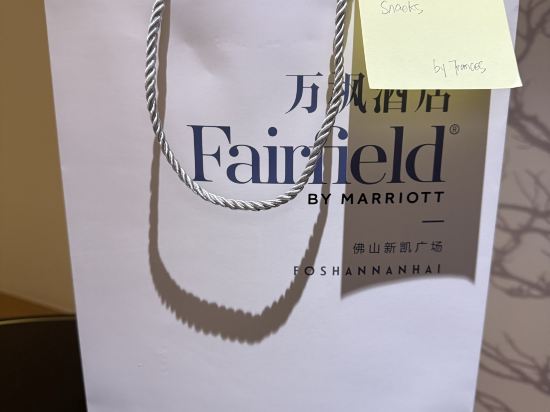 Snacks,
by Frances
万枫酒店
Fairfield®
BY MARRIOTT
佛山新凯广场
FOSHANNANHAI